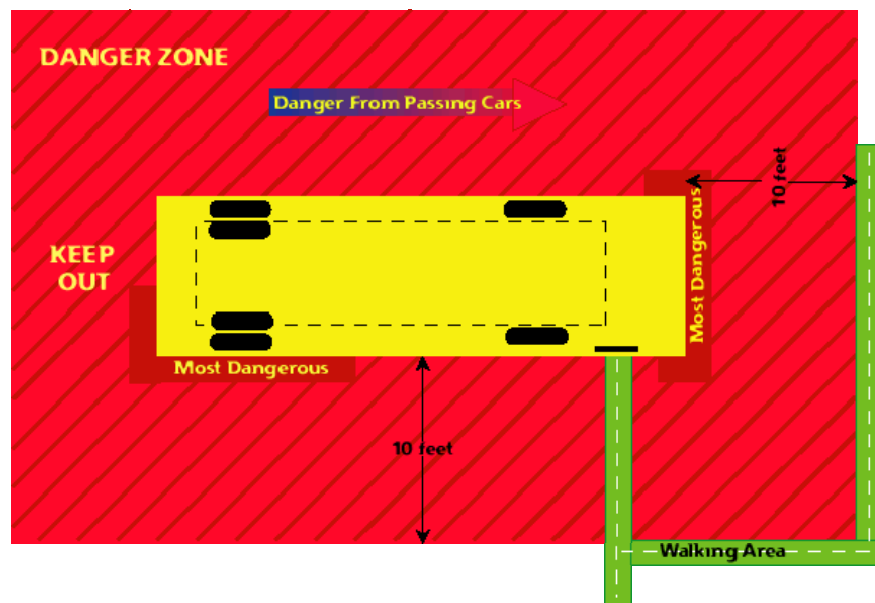 DANGER ZONE
Danger From Passing Cars
10 feet
KEEP
OUT
Most Dangerous
Most Dangerous
10 feet
Walking Area